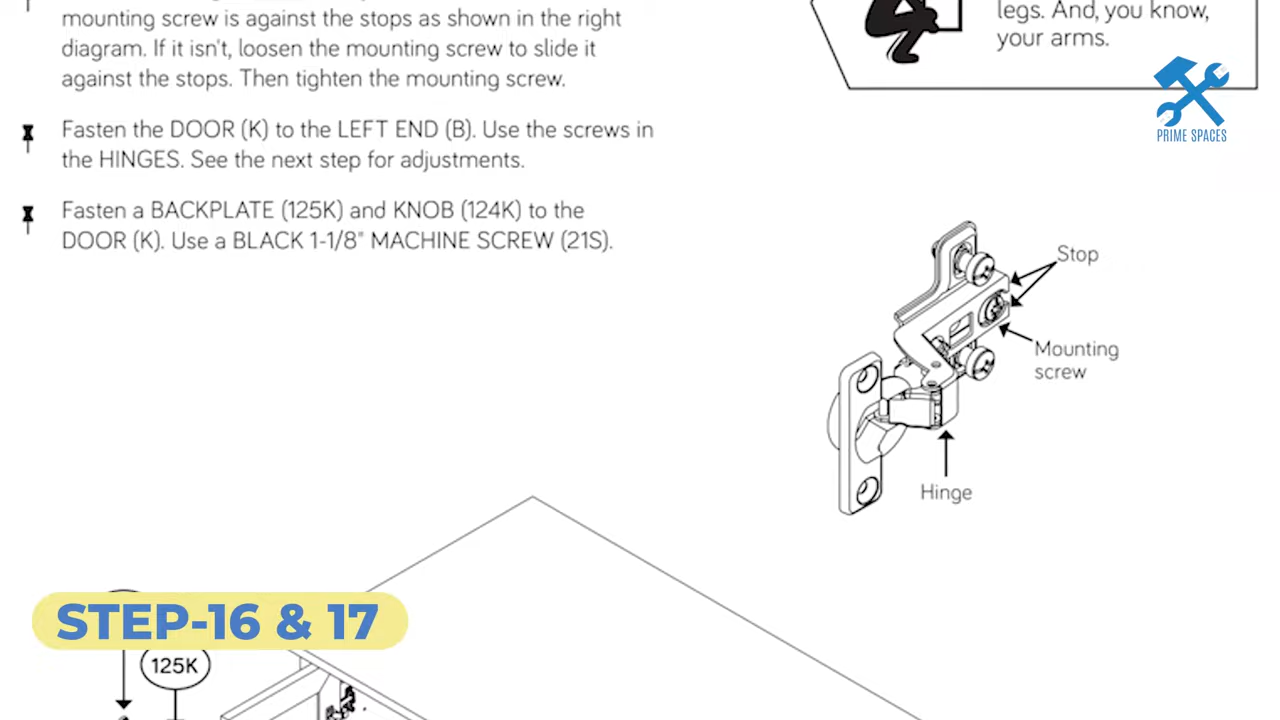 mounting screw is against the stops as shown in the right
diagram. If it isn't, loosen the mounting screw to slide it
against the stops. Then tighten the mounting screw.
Fasten the DOOR (K) to the LEFT END (B). Use the screws in
the HINGES. See the next step for adjustments.
Fasten a BACKPLATE (125K) and KNOB (124K) to the
DOOR (K). Use a BLACK 1-1/8" MACHINE SCREW (21S).
legs. And, you know,
your arms.
PRIME SPACES
Stop
Mounting
screw
Hinge
STEP-16 & 17
125K